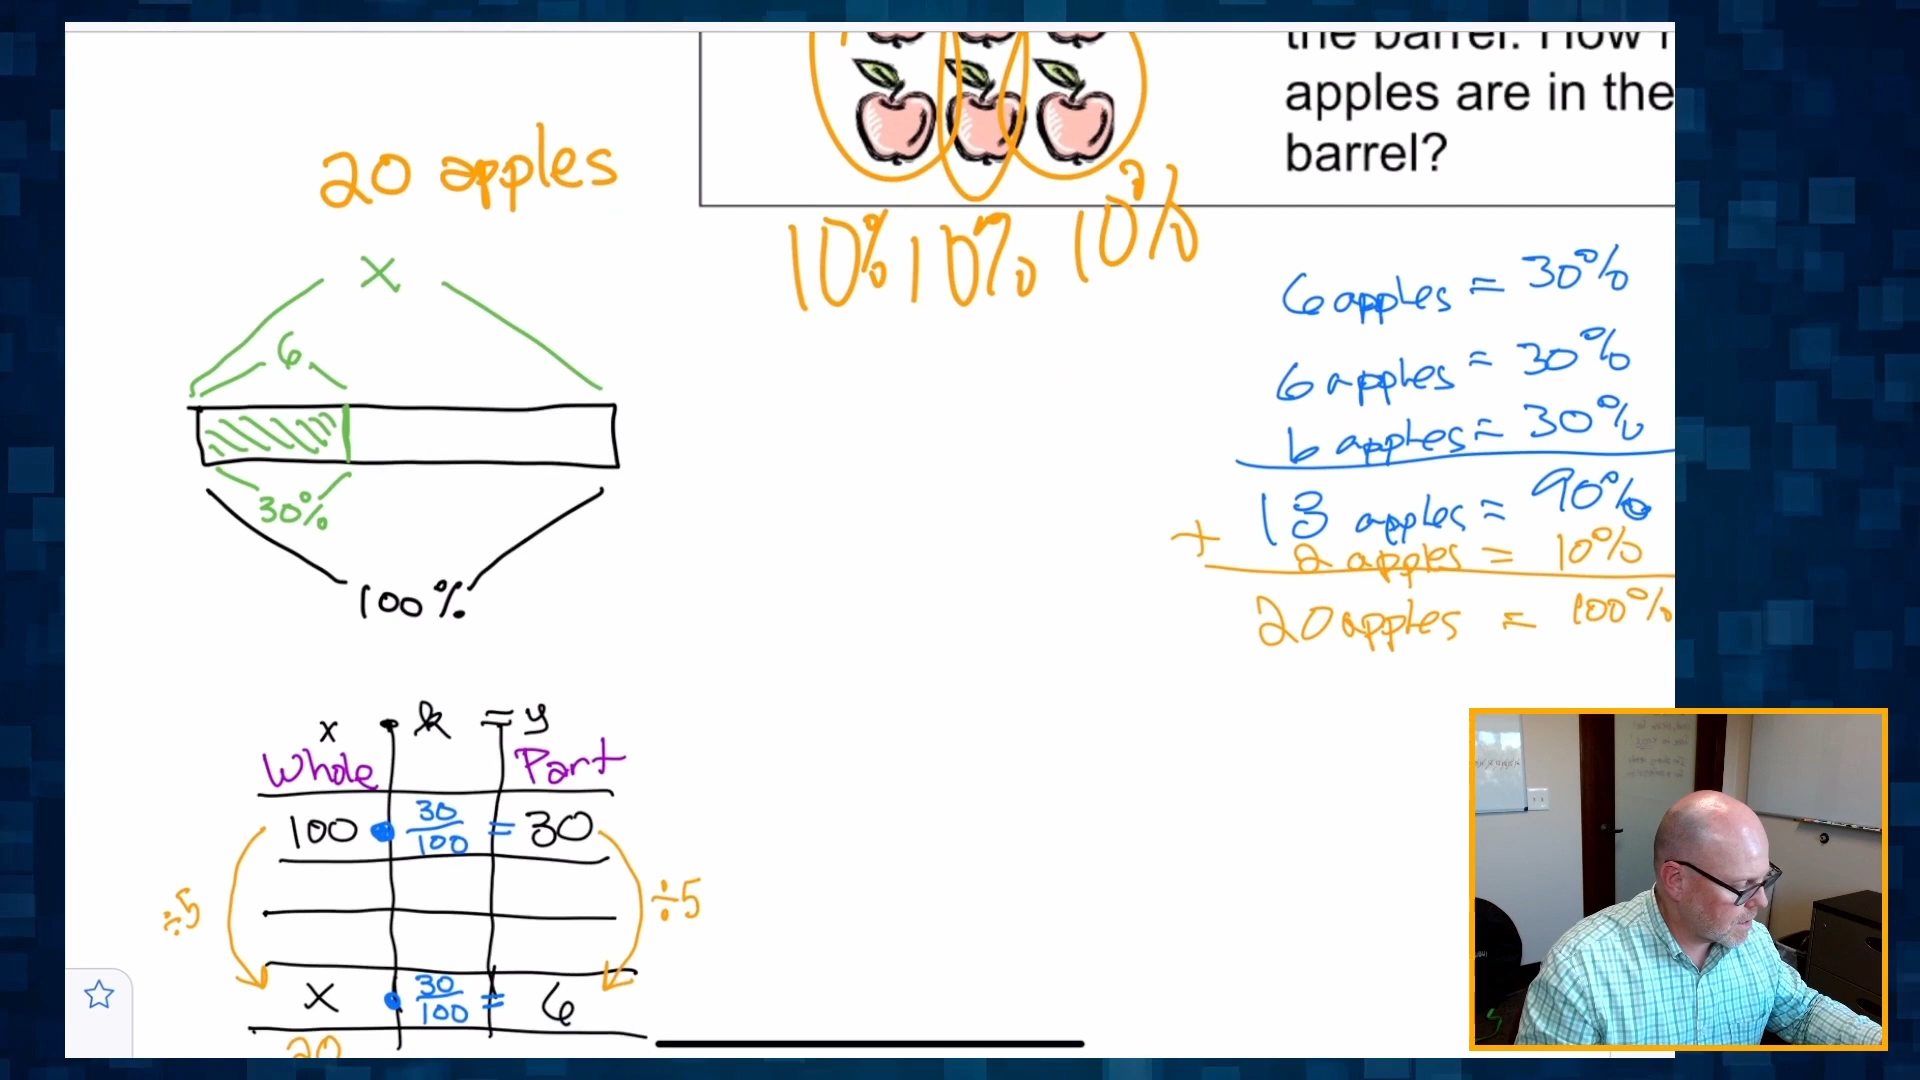 apples are in the
barrel?
20 apples
10% 10% 10%
x
6
30%
100%
6 apples = 30%
6 apples = 30%
6 apples = 30%
18 apples = 90%
+ 2 apples = 10%
20 apples = 100%
x • k = y
Whole Part
100 • 30/100 = 30
÷5 ÷5
x • 30/100 = 6
20